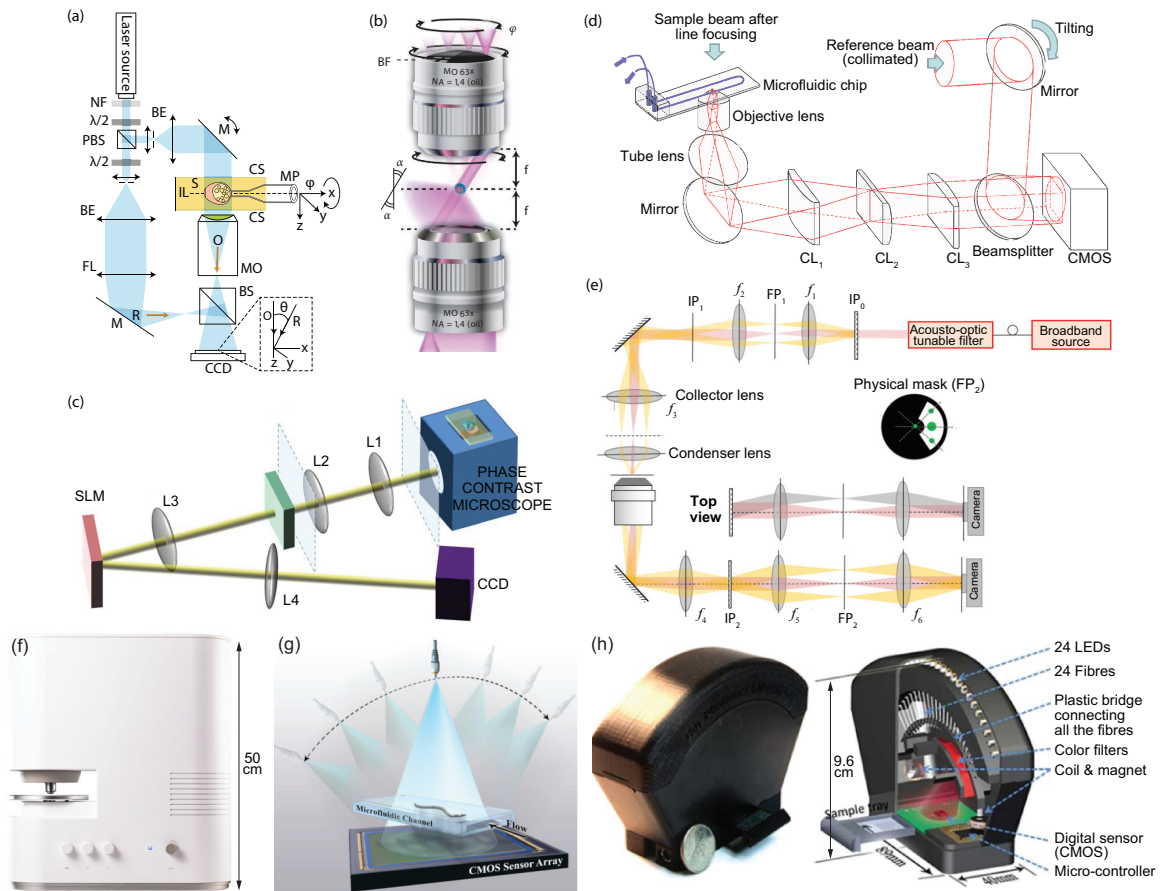 (a)
Laser source
NF
λ/2
PBS
λ/2
BE
M
CS
MP
φ
x
IL
S
CS
y
z
BE
O
MO
FL
BS
M
R
O
θ
R
x
z
y
CCD
(b)
φ
BF
MO 63x
NA = 1,4 (oil)
α
α
f
f
MO 63x
NA = 1,4 (oil)
(c)
SLM
L3
L2
L1
PHASE
CONTRAST
MICROSCOPE
L4
CCD
(d)
Sample beam after
line focusing
Reference beam
(collimated)
Tilting
Microfluidic chip
Mirror
Objective lens
Tube lens
Mirror
CL1
CL2
CL3
Beamsplitter
CMOS
(e)
IP1
f2
FP1
f1
IP0
Acousto-optic
tunable filter
Broadband
source
Collector lens
f3
Physical mask (FP2)
Condenser lens
Top
view
Camera
Camera
f4
IP2
f5
FP2
f6
(f)
50
cm
(g)
Microfluidic Channel
Flow
CMOS Sensor Array
(h)
24 LEDs
24 Fibres
Plastic bridge
connecting
all the fibres
Color filters
Coil & magnet
9.6
cm
Sample tray
Digital sensor
(CMOS)
Micro-controller
89mm
40mm